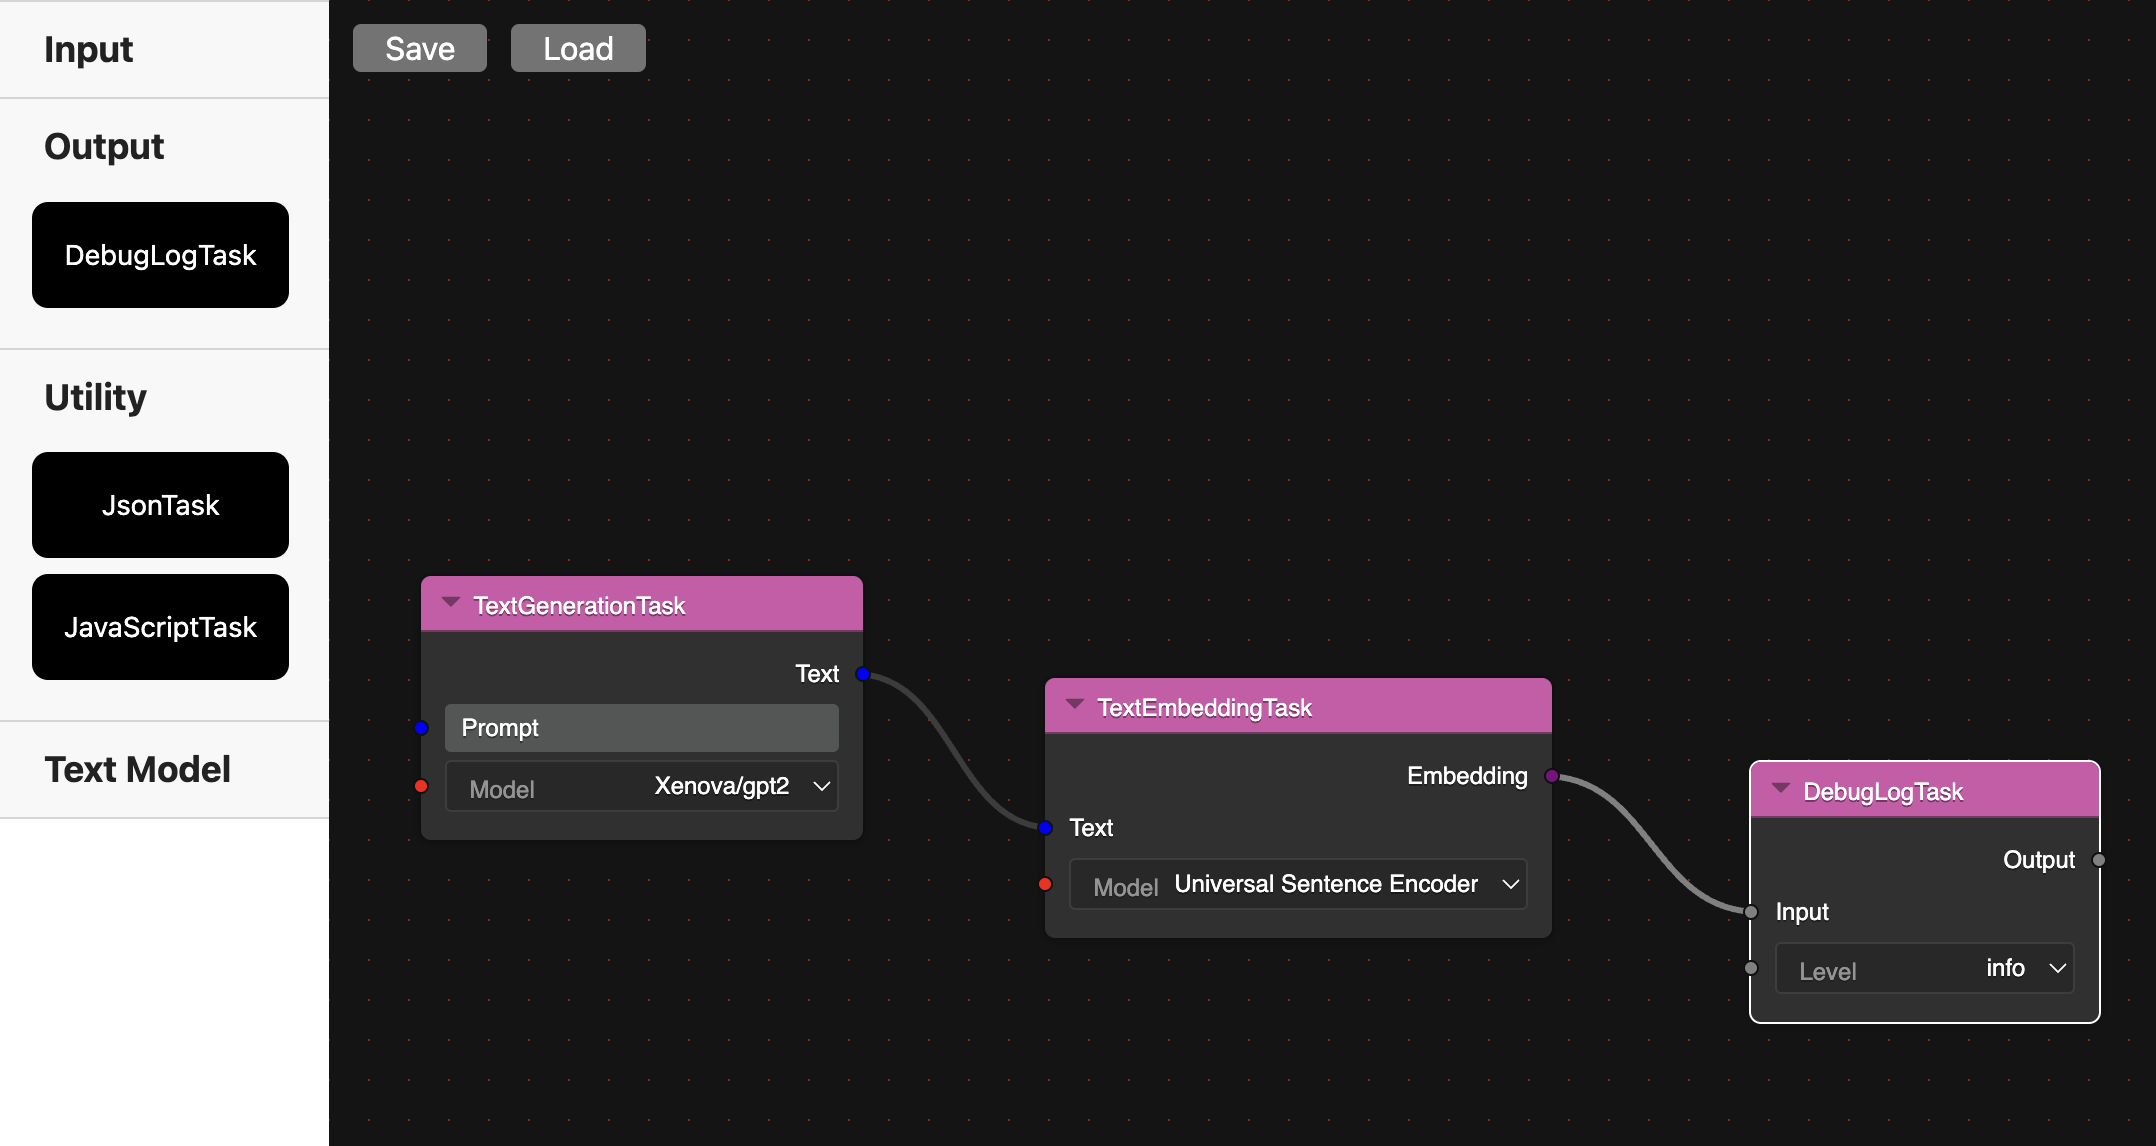 Input
Output
DebugLogTask
Utility
JsonTask
JavaScriptTask
Text Model
Save
Load
TextGenerationTask
Text
Prompt
Model Xenova/gpt2
TextEmbeddingTask
Embedding
Text
Model Universal Sentence Encoder
DebugLogTask
Output
Input
Level info